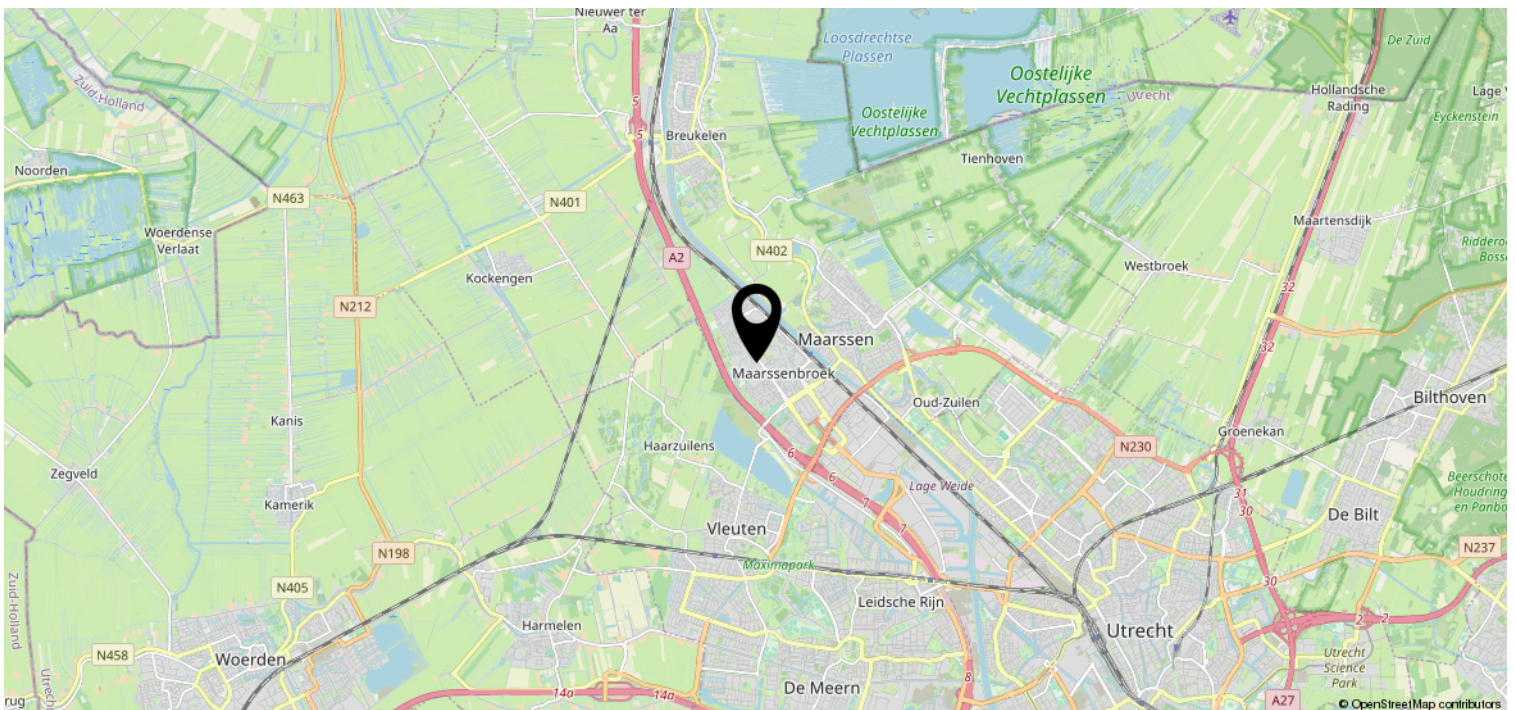 Nieuwer ter
Aa
Loosdrechtse
Plassen
De Zuid
Zuid-Holland
Oostelijke
Vechtplassen
Utrecht
Hollandsche
Rading
Lage
Eyckenstein
5
5
Breukelen
Oostelijke
Vechtplassen
Tienhoven
Noorden
N463
N401
Woerdense
Verlaat
Maartensdijk
N402
A2
Kockengen
Westbroek
32
N212
Maarssen
32
Maarssenbroek
Bilthoven
Oud-Zuilen
Kanis
Groenekan
Haarzuilens
N230
6
6
Zegveld
Lage Weide
31
Kamerik
7
7
30
De Bilt
Vleuten
N198
N237
Máximapark
Zuid-Holland
N405
30
Leidsche Rijn
Harmelen
2
2
Utrecht
N458
Woerden
Utrecht
Science
Park
8
De Meern
14a
14a
A27
© OpenStreetMap contributors